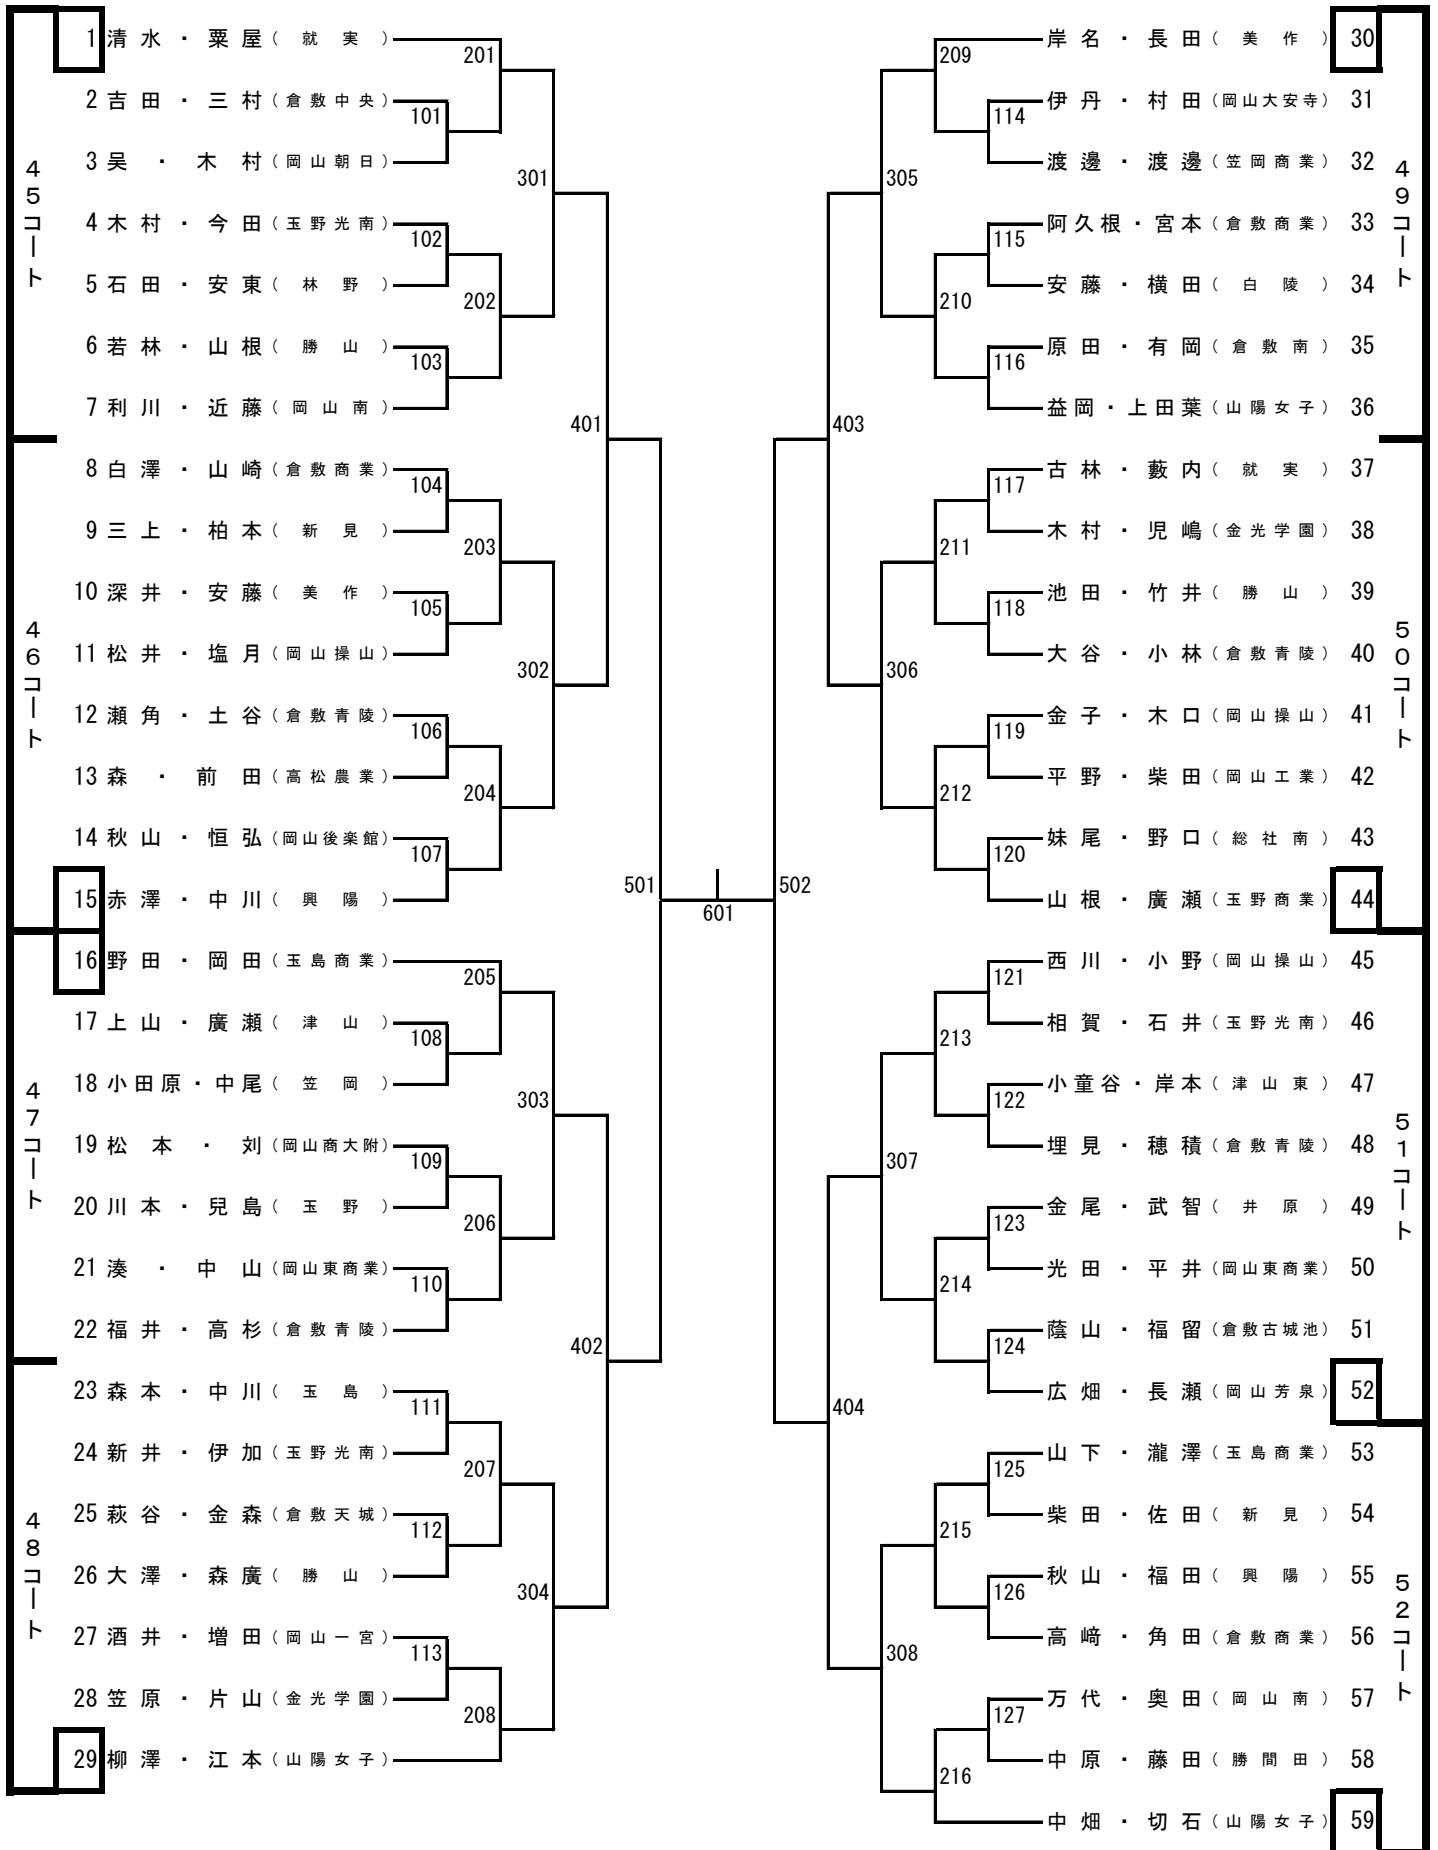 45コート
1 清水・粟屋（就実）
2 吉田・三村（倉敷中央）
3 吴・木村（岡山朝日）
4 木村・今田（玉野光南）
5 石田・安東（林野）
6 若林・山根（勝山）
7 利川・近藤（岡山南）
46コート
8 白澤・山崎（倉敷商業）
9 三上・柏本（新見）
10 深井・安藤（美作）
11 松井・塩月（岡山操山）
12 瀬角・土谷（倉敷青陵）
13 森・前田（高松農業）
14 秋山・恒弘（岡山後楽館）
15 赤澤・中川（興陽）
47コート
16 野田・岡田（玉島商業）
17 上山・廣瀬（津山）
18 小田原・中尾（笠岡）
19 松本・刘（岡山商大附）
20 川本・兒島（玉野）
21 湊・中山（岡山東商業）
22 福井・高杉（倉敷青陵）
48コート
23 森本・中川（玉島）
24 新井・伊加（玉野光南）
25 萩谷・金森（倉敷天城）
26 大澤・森廣（勝山）
27 酒井・増田（岡山一宮）
28 笠原・片山（金光学園）
29 柳澤・江本（山陽女子）
101
102
103
104
105
106
107
108
109
110
111
112
113
201
202
203
204
205
206
207
208
301
302
303
304
401
402
501
601
502
403
404
305
306
307
308
209
210
211
212
213
214
215
216
114
115
116
117
118
119
120
121
122
123
124
125
126
127
49コート
岸名・長田（美作） 30
伊丹・村田（岡山大安寺） 31
渡邊・渡邊（笠岡商業） 32
阿久根・宮本（倉敷商業） 33
安藤・横田（白陵） 34
原田・有岡（倉敷南） 35
益岡・上田葉（山陽女子） 36
50コート
古林・藪内（就実） 37
木村・児嶋（金光学園） 38
池田・竹井（勝山） 39
大谷・小林（倉敷青陵） 40
金子・木口（岡山操山） 41
平野・柴田（岡山工業） 42
妹尾・野口（総社南） 43
山根・廣瀬（玉野商業） 44
51コート
西川・小野（岡山操山） 45
相賀・石井（玉野光南） 46
小童谷・岸本（津山東） 47
埋見・穂積（倉敷青陵） 48
金尾・武智（井原） 49
光田・平井（岡山東商業） 50
蔭山・福留（倉敷古城池） 51
広畑・長瀬（岡山芳泉） 52
52コート
山下・瀧澤（玉島商業） 53
柴田・佐田（新見） 54
秋山・福田（興陽） 55
高﨑・角田（倉敷商業） 56
万代・奥田（岡山南） 57
中原・藤田（勝間田） 58
中畑・切石（山陽女子） 59